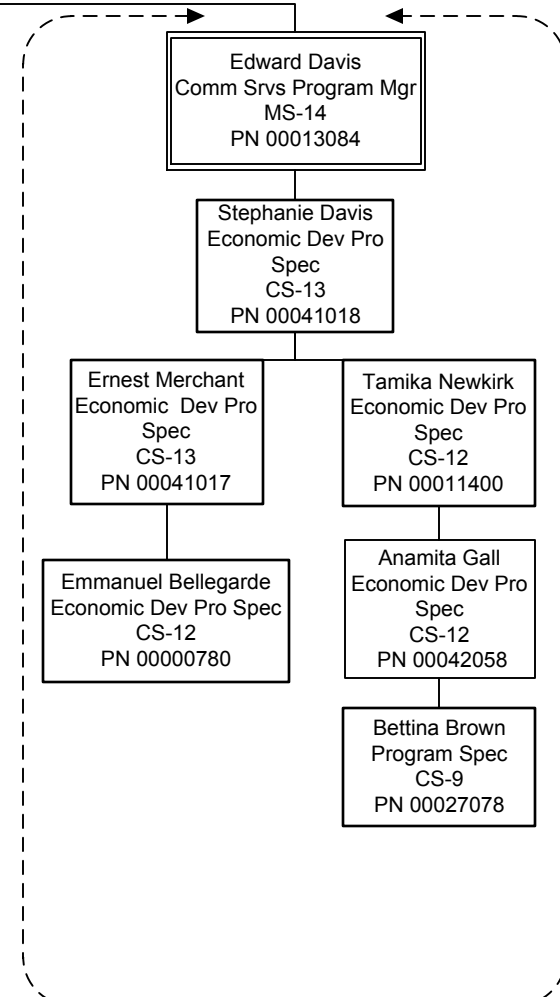 Edward Davis
Comm Srvs Program Mgr
MS-14
PN 00013084
Stephanie Davis
Economic Dev Pro
Spec
CS-13
PN 00041018
Ernest Merchant
Economic  Dev Pro
Spec
CS-13
PN 00041017
Tamika Newkirk
Economic Dev Pro
Spec
CS-12
PN 00011400
Emmanuel Bellegarde
Economic Dev Pro Spec
CS-12
PN 00000780
Anamita Gall
Economic Dev Pro
Spec
CS-12
PN 00042058
Bettina Brown
Program Spec
CS-9
PN 00027078